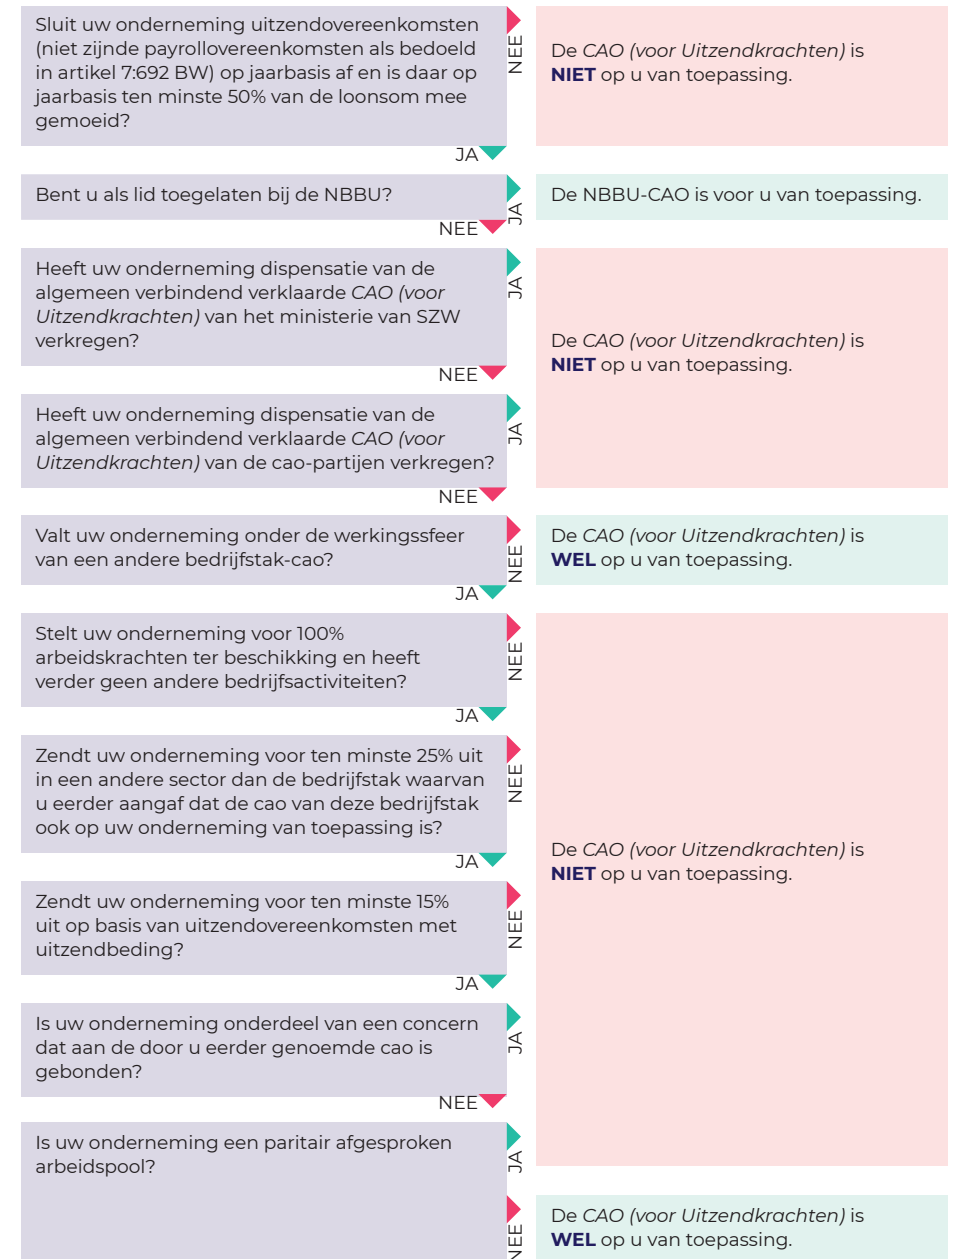 Sluit uw onderneming uitzendovereenkomsten
(niet zijnde payrollovereenkomsten als bedoeld
in artikel 7:692 BW) op jaarbasis af en is daar op
jaarbasis ten minste 50% van de loonsom mee
gemoeid?
NEE
De CAO (voor Uitzendkrachten) is
NIET op u van toepassing.
JA
Bent u als lid toegelaten bij de NBBU?
JA
De NBBU-CAO is voor u van toepassing.
NEE
Heeft uw onderneming dispensatie van de
algemeen verbindend verklaarde CAO (voor
Uitzendkrachten) van het ministerie van SZW
verkregen?
JA
De CAO (voor Uitzendkrachten) is
NIET op u van toepassing.
NEE
Heeft uw onderneming dispensatie van de
algemeen verbindend verklaarde CAO (voor
Uitzendkrachten) van de cao-partijen verkregen?
JA
NEE
Valt uw onderneming onder de werkingssfeer
van een andere bedrijfstak-cao?
NEE
De CAO (voor Uitzendkrachten) is
WEL op u van toepassing.
JA
Stelt uw onderneming voor 100%
arbeidskrachten ter beschikking en heeft
verder geen andere bedrijfsactiviteiten?
NEE
JA
Zendt uw onderneming voor ten minste 25% uit
in een andere sector dan de bedrijfstak waarvan
u eerder aangaf dat de cao van deze bedrijfstak
ook op uw onderneming van toepassing is?
NEE
De CAO (voor Uitzendkrachten) is
NIET op u van toepassing.
JA
Zendt uw onderneming voor ten minste 15%
uit op basis van uitzendovereenkomsten met
uitzendbeding?
NEE
JA
Is uw onderneming onderdeel van een concern
dat aan de door u eerder genoemde cao is
gebonden?
JA
NEE
Is uw onderneming een paritair afgesproken
arbeidspool?
JA
NEE
De CAO (voor Uitzendkrachten) is
WEL op u van toepassing.